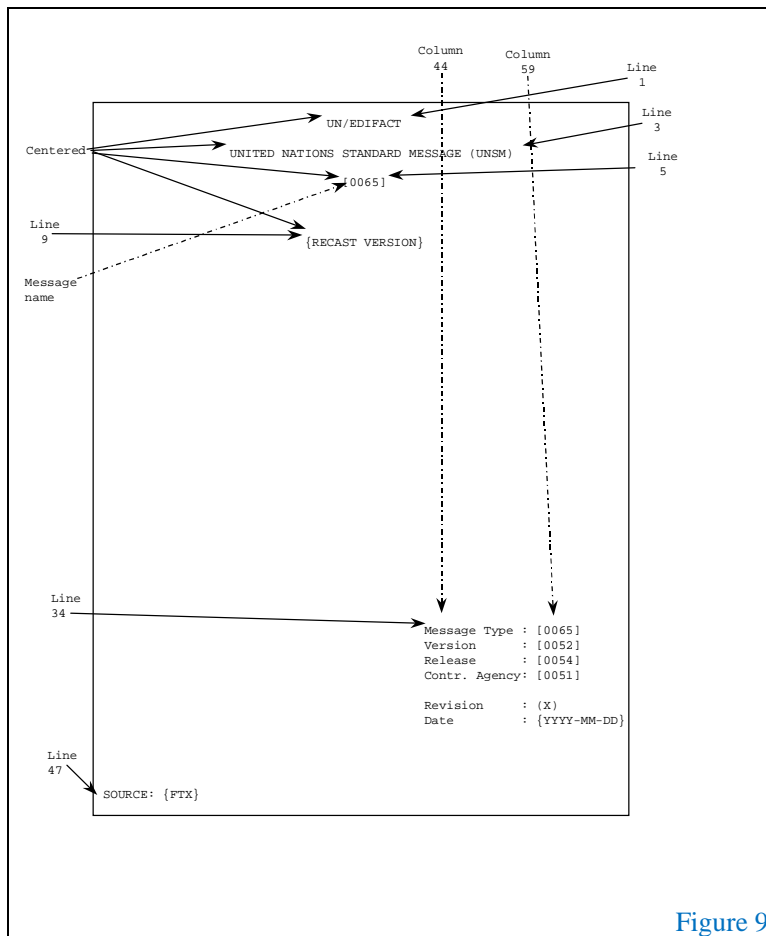 Column
44
Column
59
Line
1
UN/EDIFACT
Line
3
Centered
UNITED NATIONS STANDARD MESSAGE (UNSM)
Line
5
[0065]
Line
9
{RECAST VERSION}
Message
name
Line
34
Message Type : [0065]
Version : [0052]
Release : [0054]
Contr. Agency: [0051]
Revision : (X)
Date : {YYYY-MM-DD}
Line
47
SOURCE: {FTX}
Figure 9